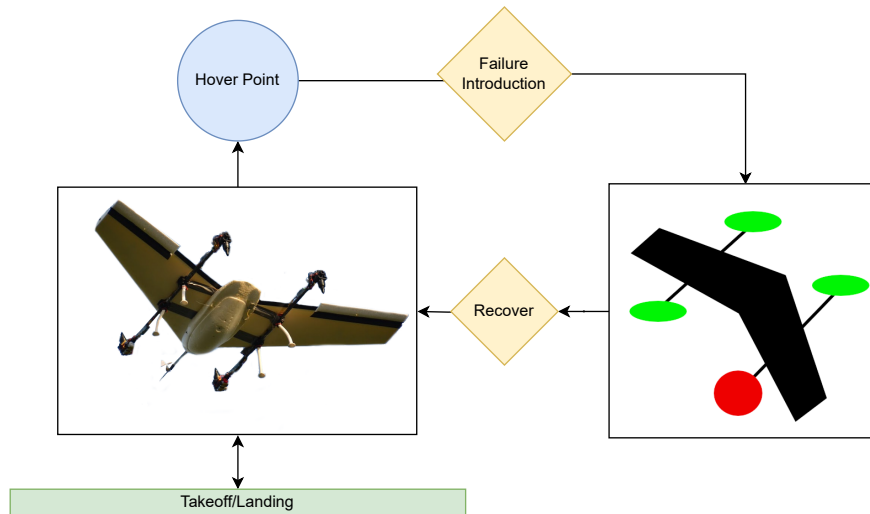 Hover Point
Failure
Introduction
Recover
Takeoff/Landing